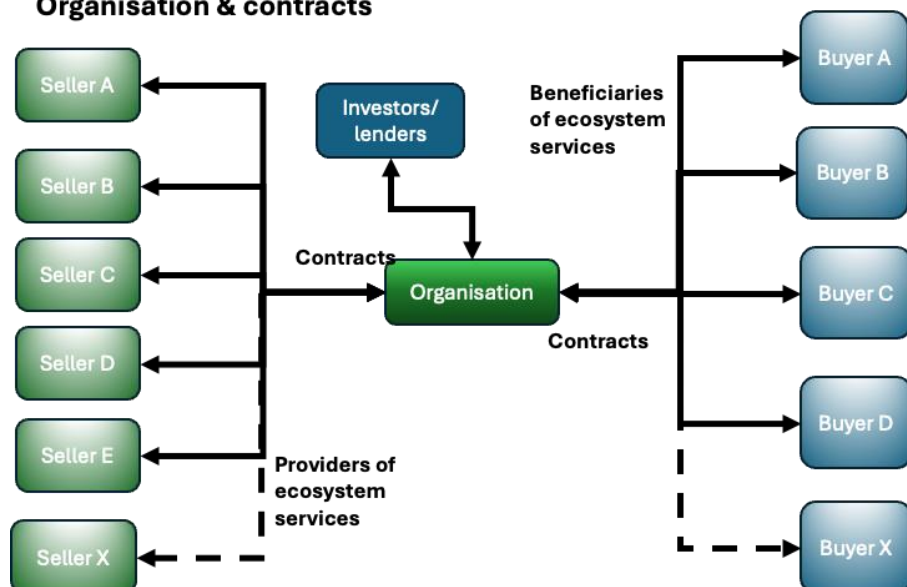 Organisation & contracts
Seller A
Seller B
Seller C
Seller D
Seller E
Seller X
Investors/
lenders
Contracts
Organisation
Contracts
Providers of
ecosystem
services
Beneficiaries
of ecosystem
services
Buyer A
Buyer B
Buyer C
Buyer D
Buyer X